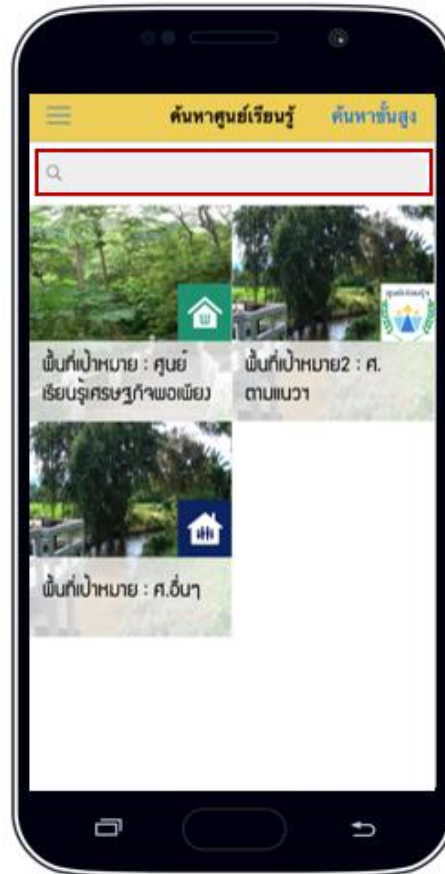 ค้นหาศูนย์เรียนรู้ ค้นหาขั้นสูง
พื้นที่เป้าหมาย : ศูนย์
เรียนรู้เศรษฐกิจพอเพียง
พื้นที่เป้าหมาย2 : ศ.
ตามแนวฯ
พื้นที่เป้าหมาย : ศ.อื่นๆ